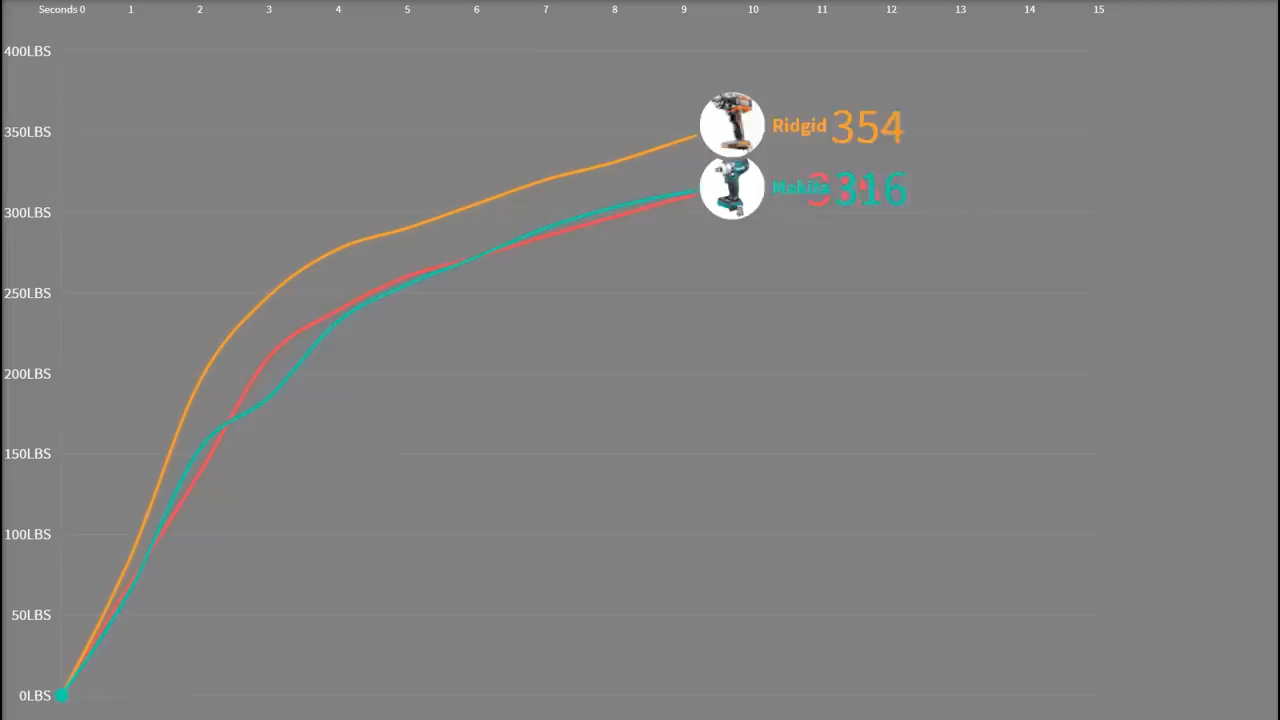 Seconds 0 1 2 3 4 5 6 7 8 9 10 11 12 13 14 15
400LBS
350LBS
Ridgid 354
Makita 316
300LBS
250LBS
200LBS
150LBS
100LBS
50LBS
0LBS